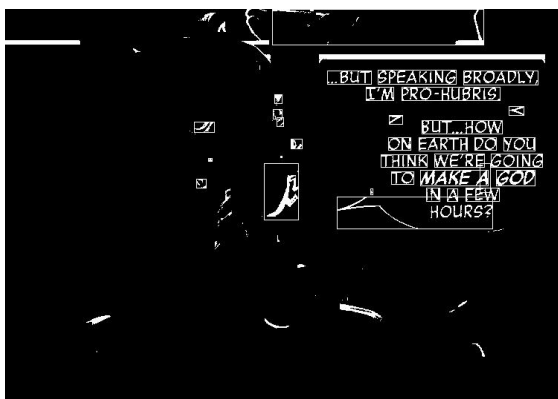 ...BUT SPEAKING BROADLY,
I'M PRO-HUBRIS.
BUT...HOW
ON EARTH DO YOU
THINK WE'RE GOING
TO MAKE A GOD
IN A FEW
HOURS?